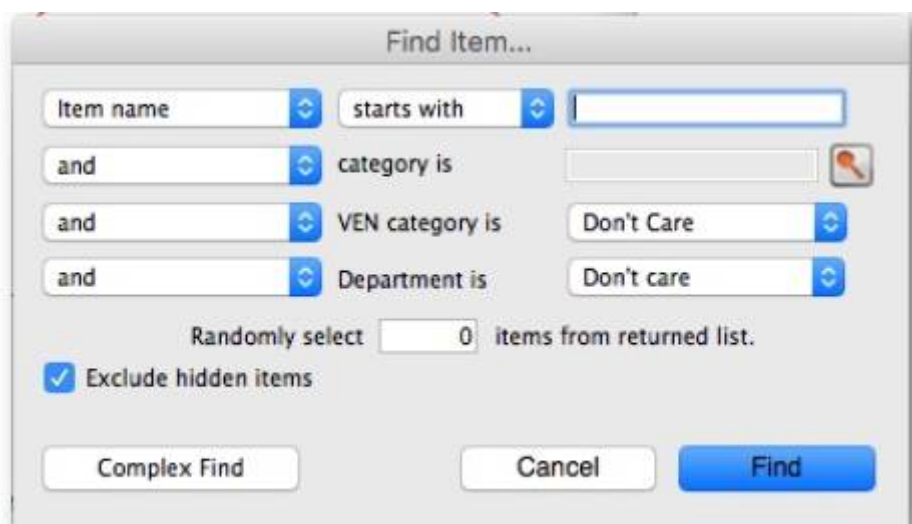 Find Item...
Item name starts with
and category is
and VEN category is Don't Care
and Department is Don't care
Randomly select 0 items from returned list.
Exclude hidden items
Complex Find Cancel Find